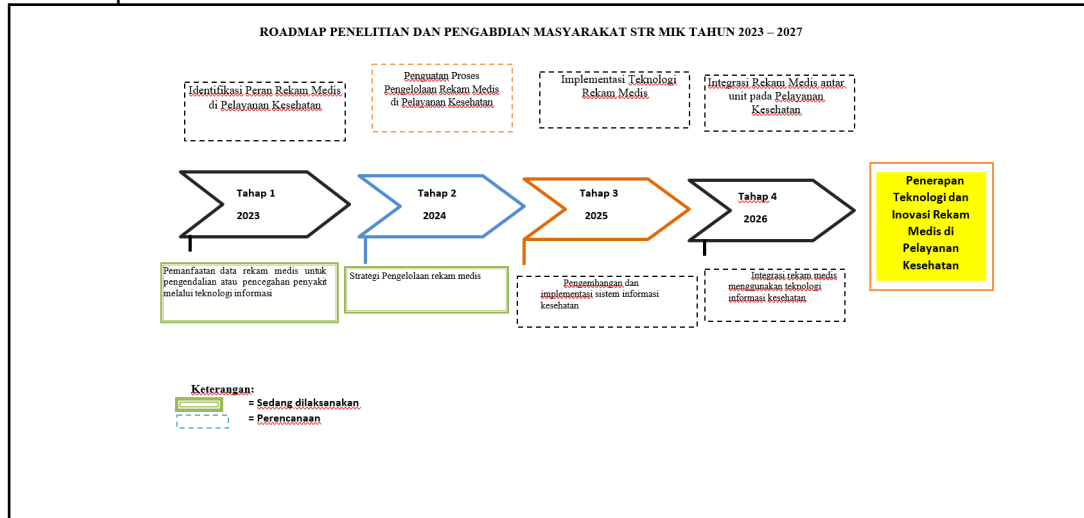 ROADMAP PENELITIAN DAN PENGABDIAN MASYARAKAT STR MIK TAHUN 2023 – 2027
Identifikasi Peran Rekam Medis
di Pelayanan Kesehatan
Penguatan Proses
Pengelolaan Rekam Medis
di Pelayanan Kesehatan
Implementasi Teknologi
Rekam Medis
Integrasi Rekam Medis antar
unit pada Pelayanan
Kesehatan
Tahap 1
2023
Tahap 2
2024
Tahap 3
2025
Tahap 4
2026
Penerapan
Teknologi dan
Inovasi Rekam
Medis di
Pelayanan
Kesehatan
Pemanfaatan data rekam medis untuk
pengendalian atau pencegahan penyakit
melalui teknologi informasi
Strategi Pengelolaan rekam medis
Pengembangan dan
implementasi sistem informasi
kesehatan
Integrasi rekam medis
menggunakan teknologi
informasi kesehatan
Keterangan:
= Sedang dilaksanakan
= Perencanaan